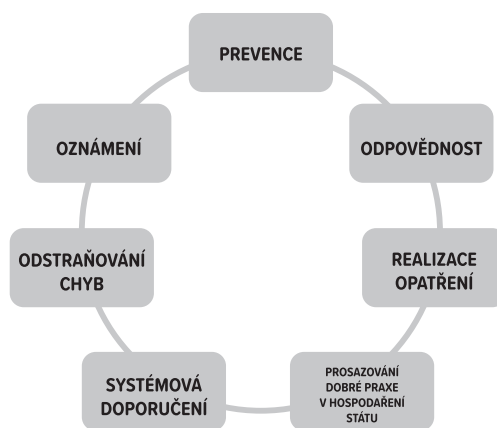 PREVENCE
OZNÁMENÍ
ODPOVĚDNOST
ODSTRAŇOVÁNÍ
CHYB
REALIZACE
OPATŘENÍ
SYSTÉMOVÁ
DOPORUČENÍ
PROSAZOVÁNÍ
DOBRÉ PRAXE
V HOSPODAŘENÍ
STÁTU